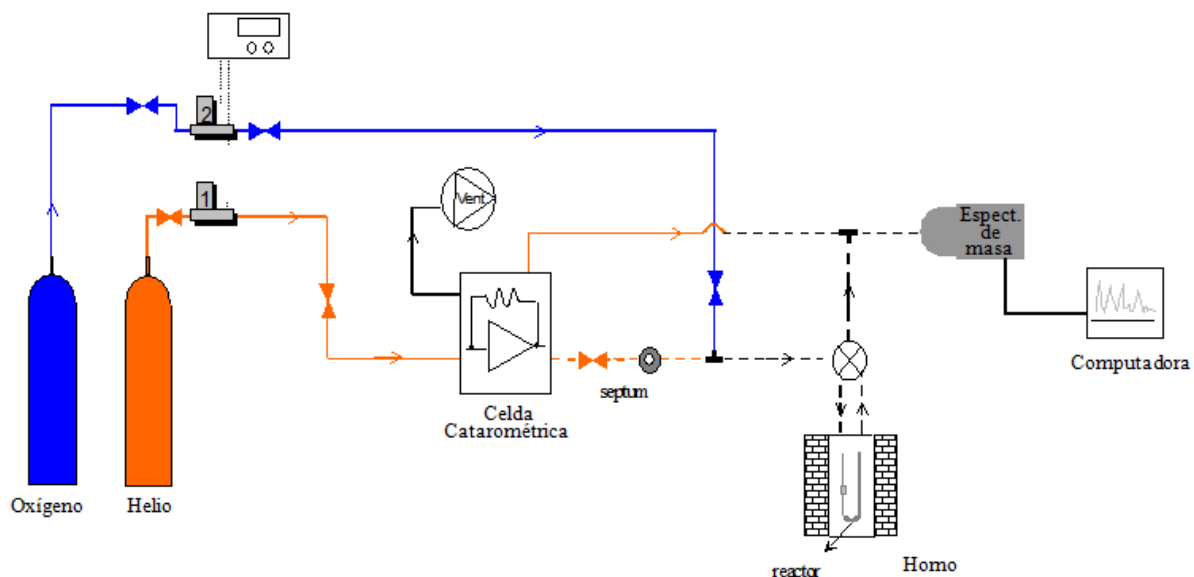 2
1
Vent.
Espect.
de
masa
septum
Celda
Catarométrica
Computadora
Oxígeno
Helio
reactor
Horno